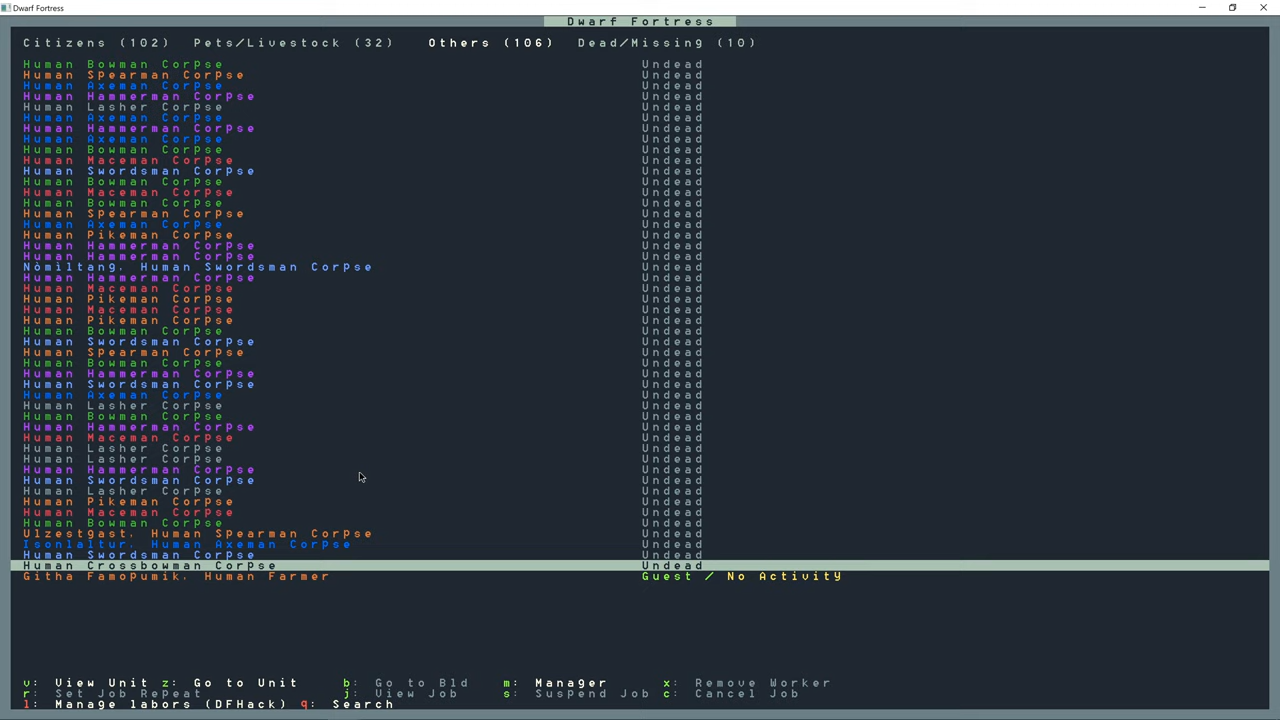 Dwarf Fortress
Dwarf Fortress
Citizens (102) Pets/Livestock (32) Others (106) Dead/Missing (10)
Human Bowman Corpse Undead
Human Spearman Corpse Undead
Human Axeman Corpse Undead
Human Hammerman Corpse Undead
Human Lasher Corpse Undead
Human Axeman Corpse Undead
Human Hammerman Corpse Undead
Human Axeman Corpse Undead
Human Bowman Corpse Undead
Human Maceman Corpse Undead
Human Swordsman Corpse Undead
Human Bowman Corpse Undead
Human Maceman Corpse Undead
Human Bowman Corpse Undead
Human Spearman Corpse Undead
Human Axeman Corpse Undead
Human Pikeman Corpse Undead
Human Hammerman Corpse Undead
Human Hammerman Corpse Undead
Nòmiltang, Human Swordsman Corpse Undead
Human Hammerman Corpse Undead
Human Maceman Corpse Undead
Human Pikeman Corpse Undead
Human Maceman Corpse Undead
Human Pikeman Corpse Undead
Human Bowman Corpse Undead
Human Swordsman Corpse Undead
Human Spearman Corpse Undead
Human Bowman Corpse Undead
Human Hammerman Corpse Undead
Human Swordsman Corpse Undead
Human Axeman Corpse Undead
Human Lasher Corpse Undead
Human Bowman Corpse Undead
Human Hammerman Corpse Undead
Human Maceman Corpse Undead
Human Lasher Corpse Undead
Human Lasher Corpse Undead
Human Hammerman Corpse Undead
Human Swordsman Corpse Undead
Human Lasher Corpse Undead
Human Pikeman Corpse Undead
Human Maceman Corpse Undead
Human Bowman Corpse Undead
Ulzestgast, Human Spearman Corpse Undead
Isonlaltur, Human Axeman Corpse Undead
Human Swordsman Corpse Undead
Human Crossbowman Corpse Undead
Githa Famopumik, Human Farmer Guest / No Activity
v: View Unit z: Go to Unit b: Go to Bld m: Manager x: Remove Worker
r: Set Job Repeat j: View Job s: Suspend Job c: Cancel Job
l: Manage labors (DFHack) q: Search